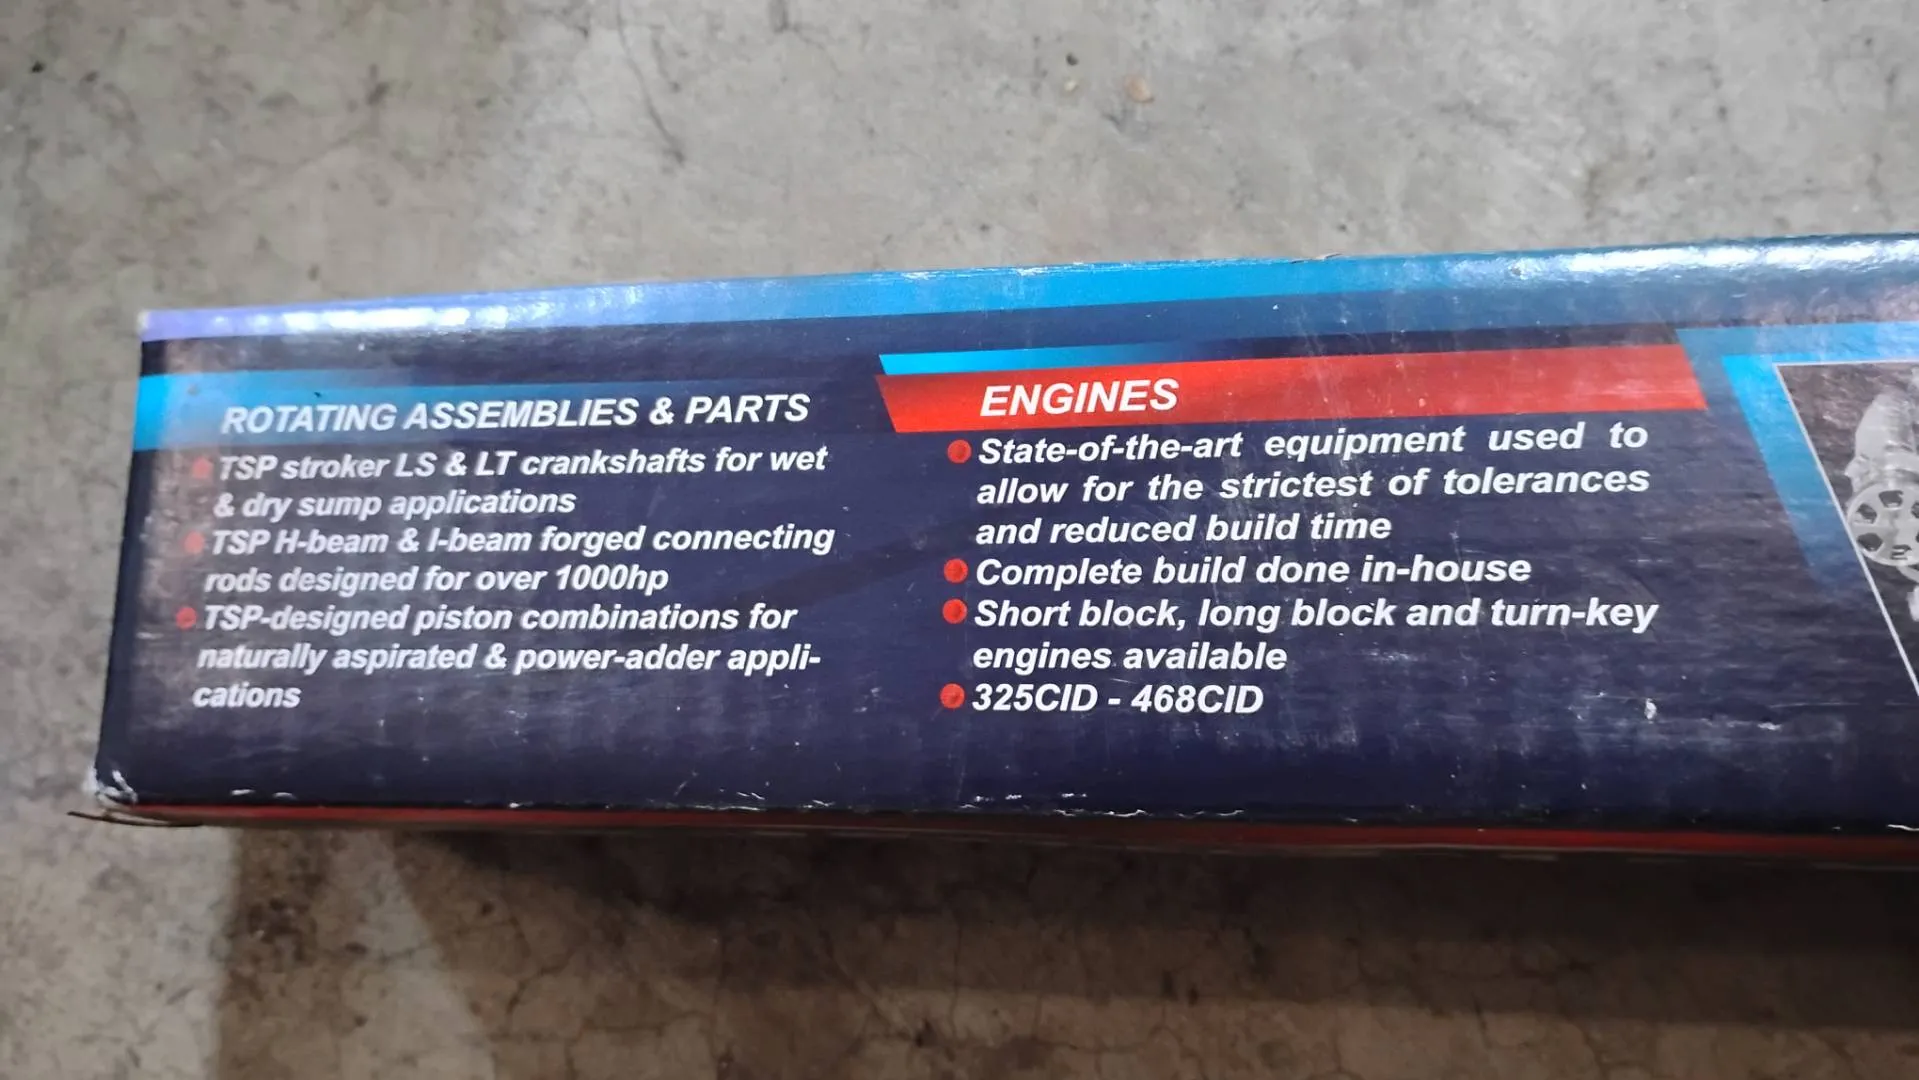 ROTATING ASSEMBLIES & PARTS
TSP stroker LS & LT crankshafts for wet
& dry sump applications
TSP H-beam & I-beam forged connecting
rods designed for over 1000hp
TSP-designed piston combinations for
naturally aspirated & power-adder appli-
cations
ENGINES
State-of-the-art equipment used to
allow for the strictest of tolerances
and reduced build time
Complete build done in-house
Short block, long block and turn-key
engines available
325CID - 468CID